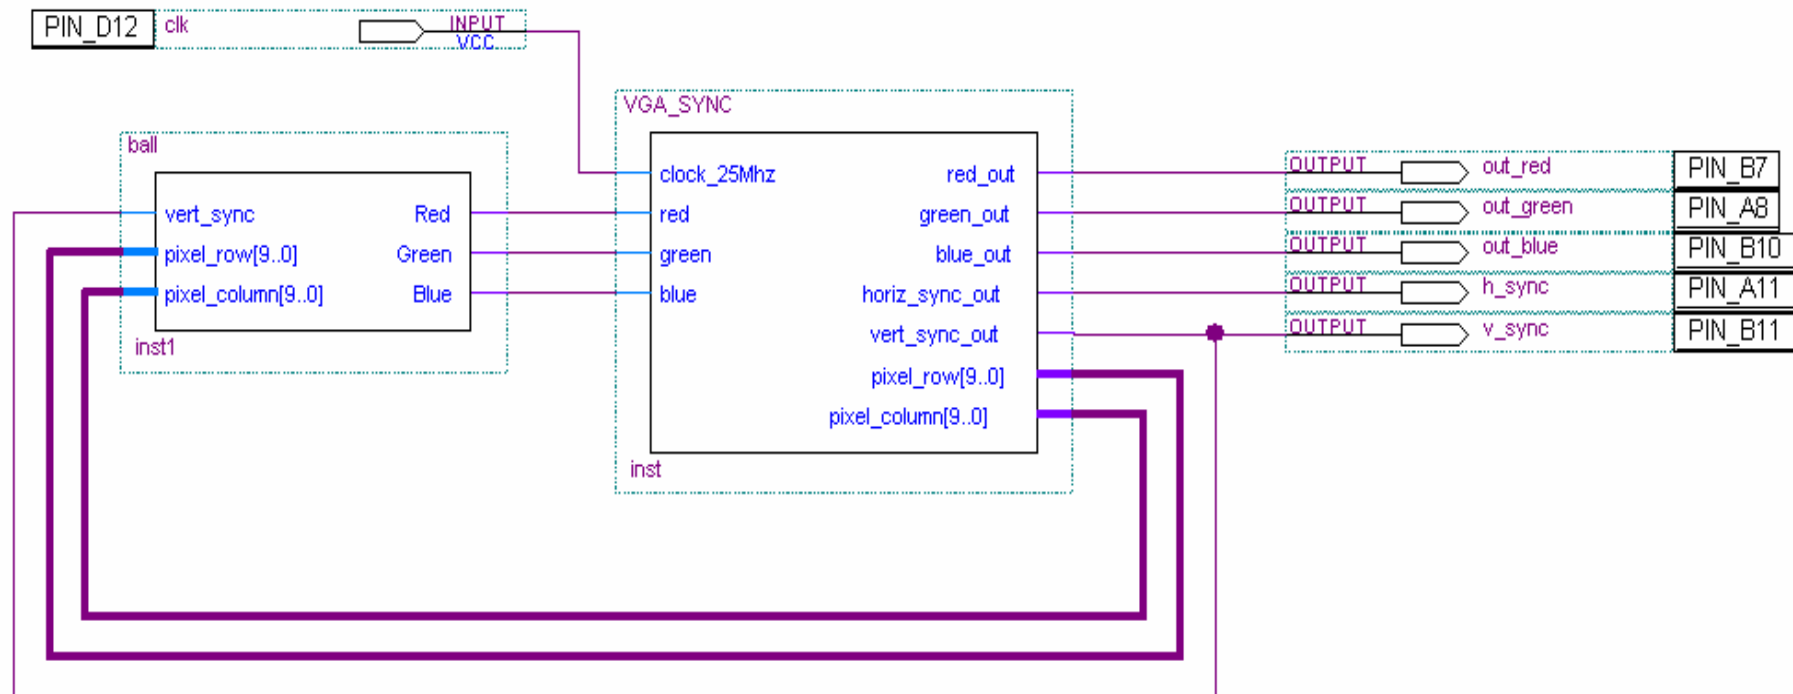 PIN_D12 clk INPUT
VCC
VGA_SYNC
ball
clock_25Mhz red_out OUTPUT out_red PIN_B7
vert_sync Red red green_out OUTPUT out_green PIN_A8
pixel_row[9..0] Green green blue_out OUTPUT out_blue PIN_B10
pixel_column[9..0] Blue blue horiz_sync_out OUTPUT h_sync PIN_A11
inst1 vert_sync_out OUTPUT v_sync PIN_B11
pixel_row[9..0]
pixel_column[9..0]
inst